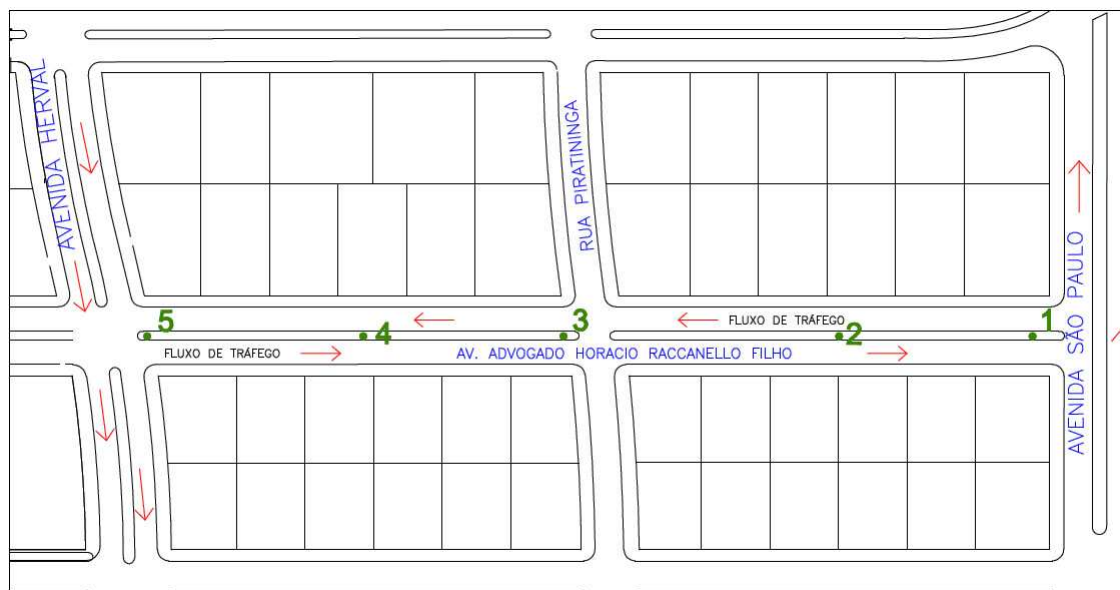 AVENIDA HERVAL
RUA PIRATININGA
AVENIDA SÃO PAULO
5
4
3
FLUXO DE TRÁFEGO
2
1
FLUXO DE TRÁFEGO
AV. ADVOGADO HORACIO RACCANELLO FILHO